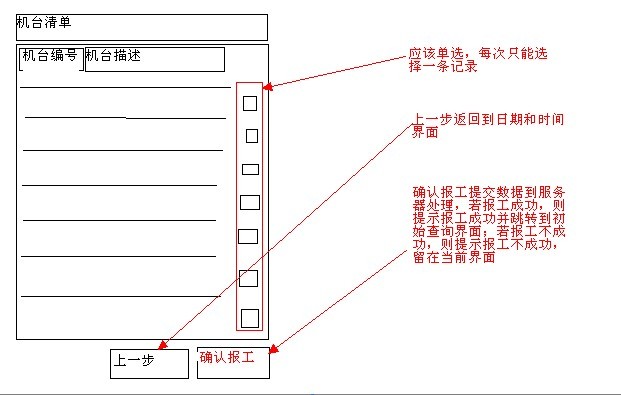 机台清单
机台编号
机台描述
应该单选，每次只能选
择一条记录
上一步返回到日期和时间
界面
确认报工提交数据到服务
器处理，若报工成功，则
提示报工成功并跳转到初
始查询界面；若报工不成
功，则提示报工不成功，
留在当前界面
上一步
确认报工